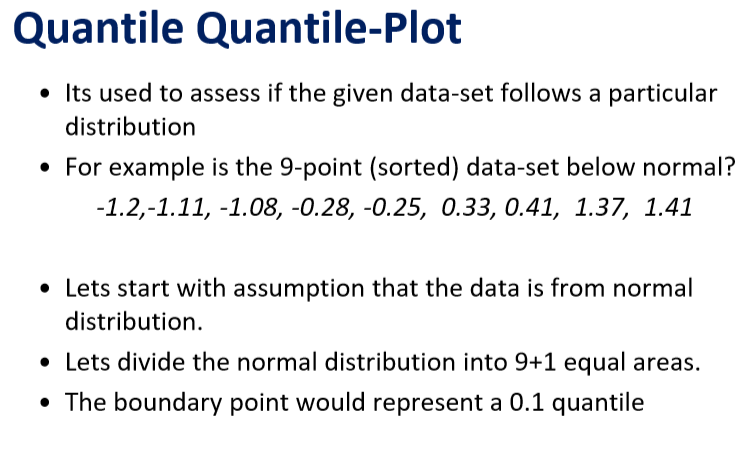 Quantile Quantile-Plot
• Its used to assess if the given data-set follows a particular
distribution
• For example is the 9-point (sorted) data-set below normal?
-1.2,-1.11, -1.08, -0.28, -0.25, 0.33, 0.41, 1.37, 1.41
• Lets start with assumption that the data is from normal
distribution.
• Lets divide the normal distribution into 9+1 equal areas.
• The boundary point would represent a 0.1 quantile